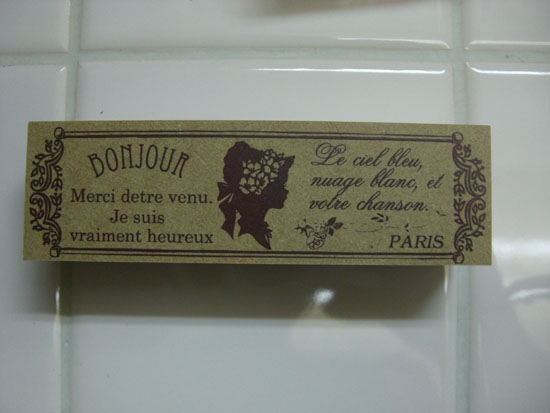 BONJOUR
Merci detre venu.
Je suis
vraiment heureux
Le ciel bleu,
nuage blanc, et
votre chanson.
PARIS